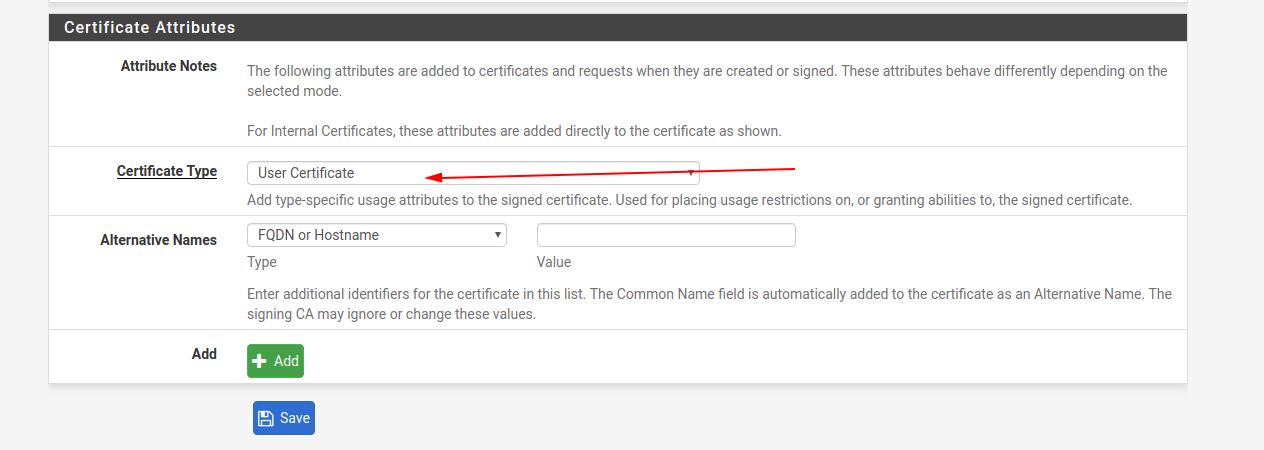 Certificate Attributes
Attribute Notes
The following attributes are added to certificates and requests when they are created or signed. These attributes behave differently depending on the
selected mode.
For Internal Certificates, these attributes are added directly to the certificate as shown.
Certificate Type
User Certificate
Add type-specific usage attributes to the signed certificate. Used for placing usage restrictions on, or granting abilities to, the signed certificate.
Alternative Names
FQDN or Hostname
Type
Value
Enter additional identifiers for the certificate in this list. The Common Name field is automatically added to the certificate as an Alternative Name. The
signing CA may ignore or change these values.
Add
Add
Save